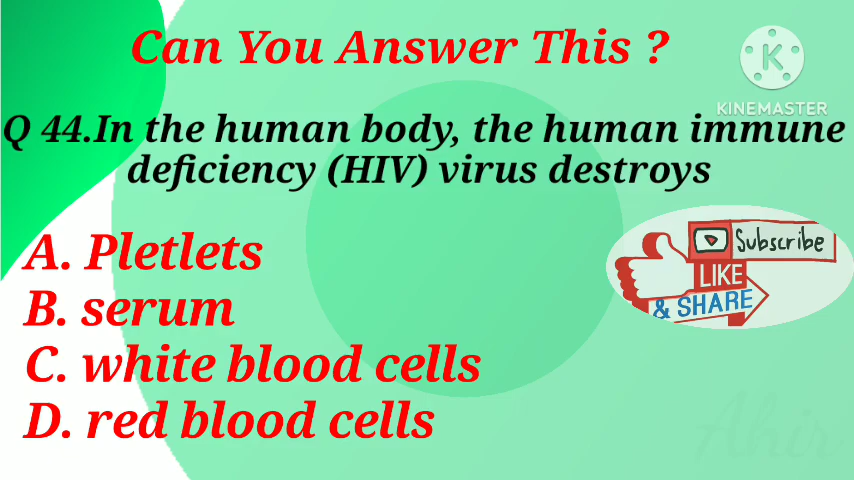 Can You Answer This ?
KINEMASTER
Q 44.In the human body, the human immune
deficiency (HIV) virus destroys
A. Pletlets
B. serum
C. white blood cells
D. red blood cells
Subscribe
LIKE
& SHARE
Ahir